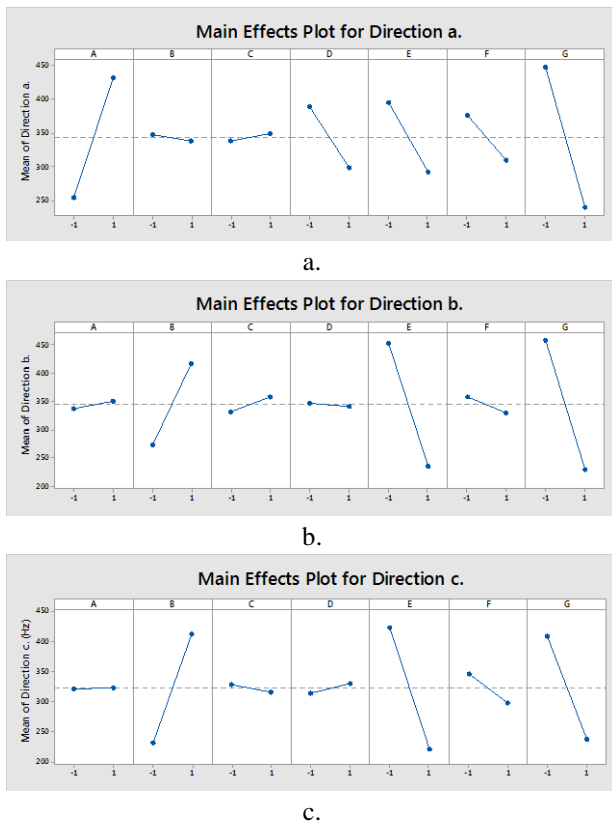 Main Effects Plot for Direction a.
A B C D E F G
Mean of Direction a.
450
400
350
300
250
-1 1 -1 1 -1 1 -1 1 -1 1 -1 1 -1 1
a.
Main Effects Plot for Direction b.
A B C D E F G
Mean of Direction b.
450
400
350
300
250
200
-1 1 -1 1 -1 1 -1 1 -1 1 -1 1 -1 1
b.
Main Effects Plot for Direction c.
A B C D E F G
Mean of Direction c. (Hz)
450
400
350
300
250
200
-1 1 -1 1 -1 1 -1 1 -1 1 -1 1 -1 1
c.